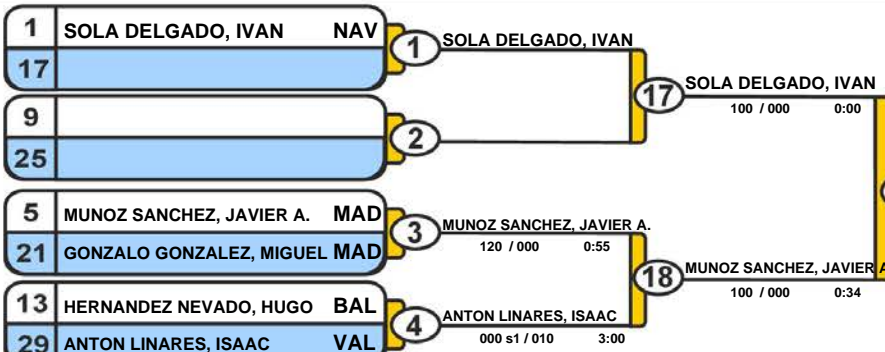 1 SOLA DELGADO, IVAN NAV
17
9
25
5 MUNOZ SANCHEZ, JAVIER A. MAD
21 GONZALO GONZALEZ, MIGUEL MAD
13 HERNANDEZ NEVADO, HUGO BAL
29 ANTON LINARES, ISAAC VAL
1 SOLA DELGADO, IVAN
2
3 MUNOZ SANCHEZ, JAVIER A.
120 / 000 0:55
4 ANTON LINARES, ISAAC
000 s1 / 010 3:00
17 SOLA DELGADO, IVAN
100 / 000 0:00
18 MUNOZ SANCHEZ, JAVIER A
100 / 000 0:34